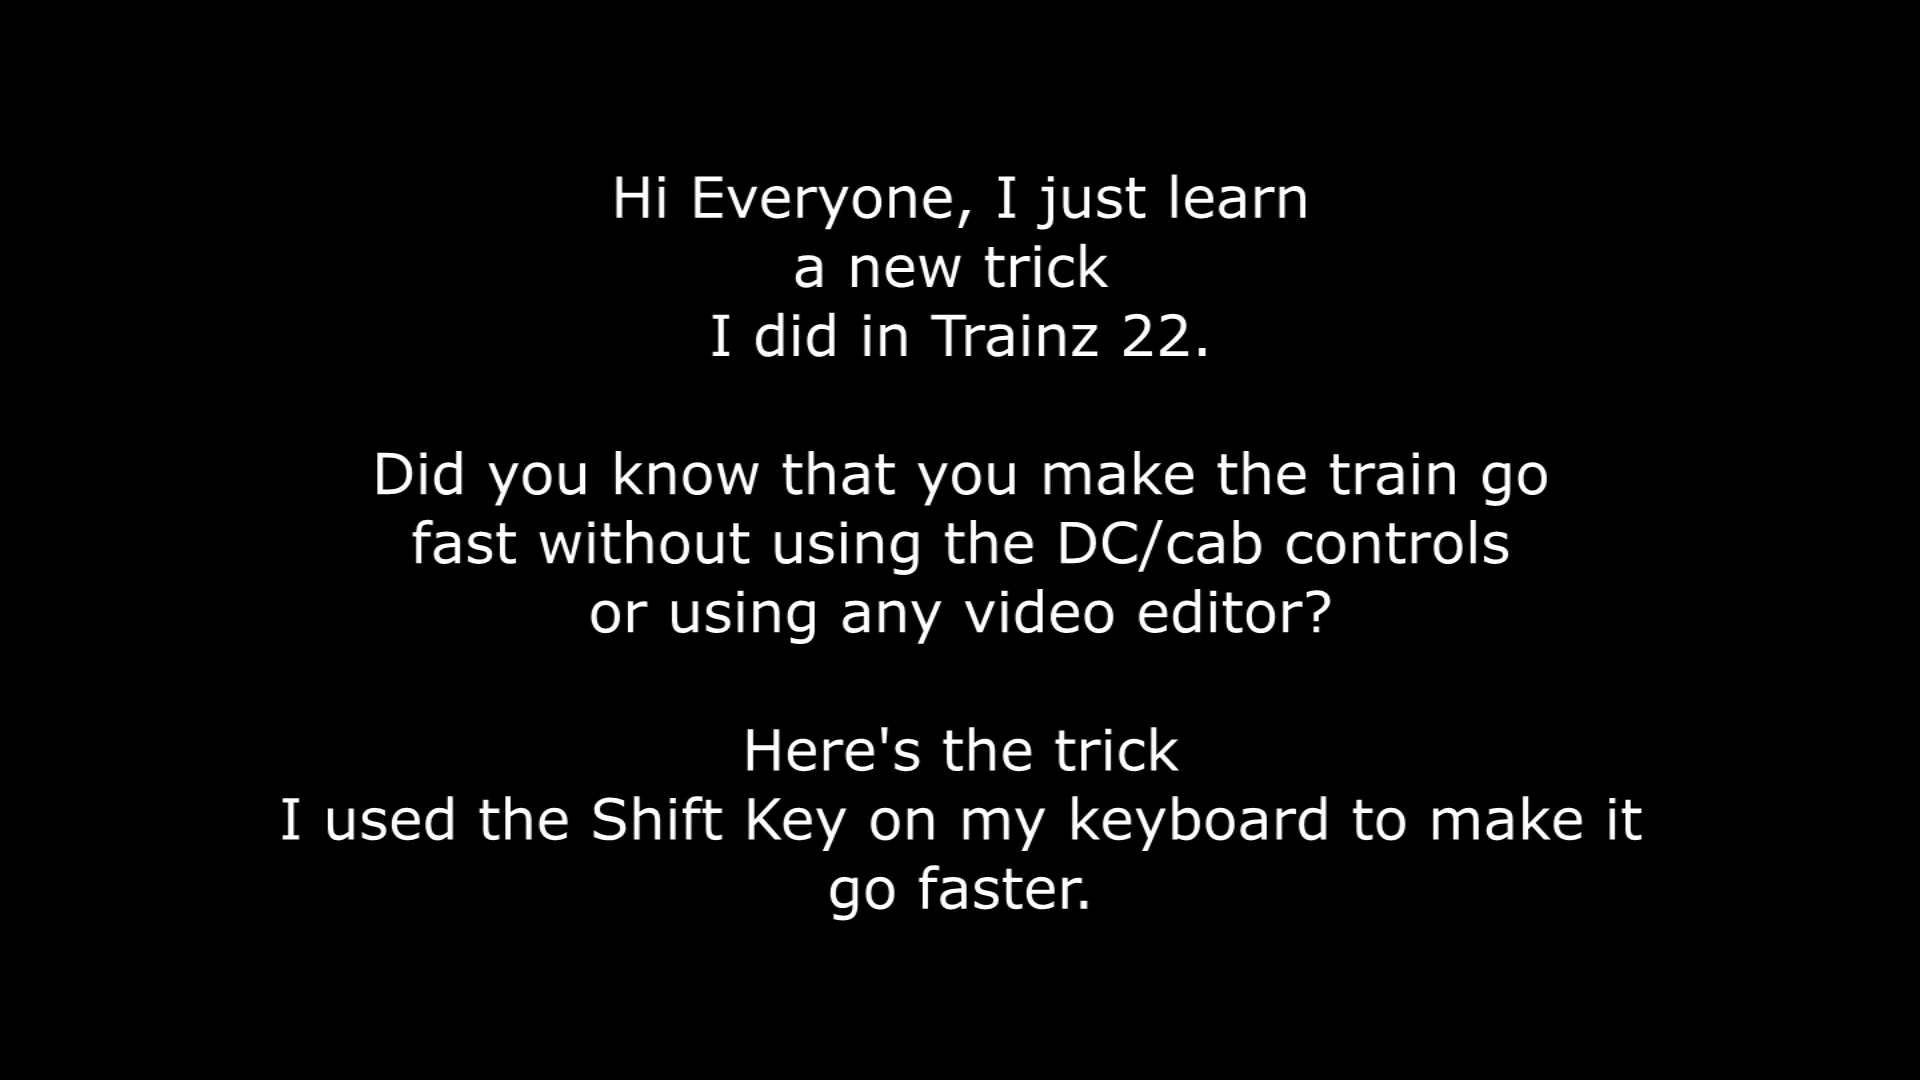 Hi Everyone, I just learn
a new trick
I did in Trainz 22.
Did you know that you make the train go
fast without using the DC/cab controls
or using any video editor?
Here's the trick
I used the Shift Key on my keyboard to make it
go faster.